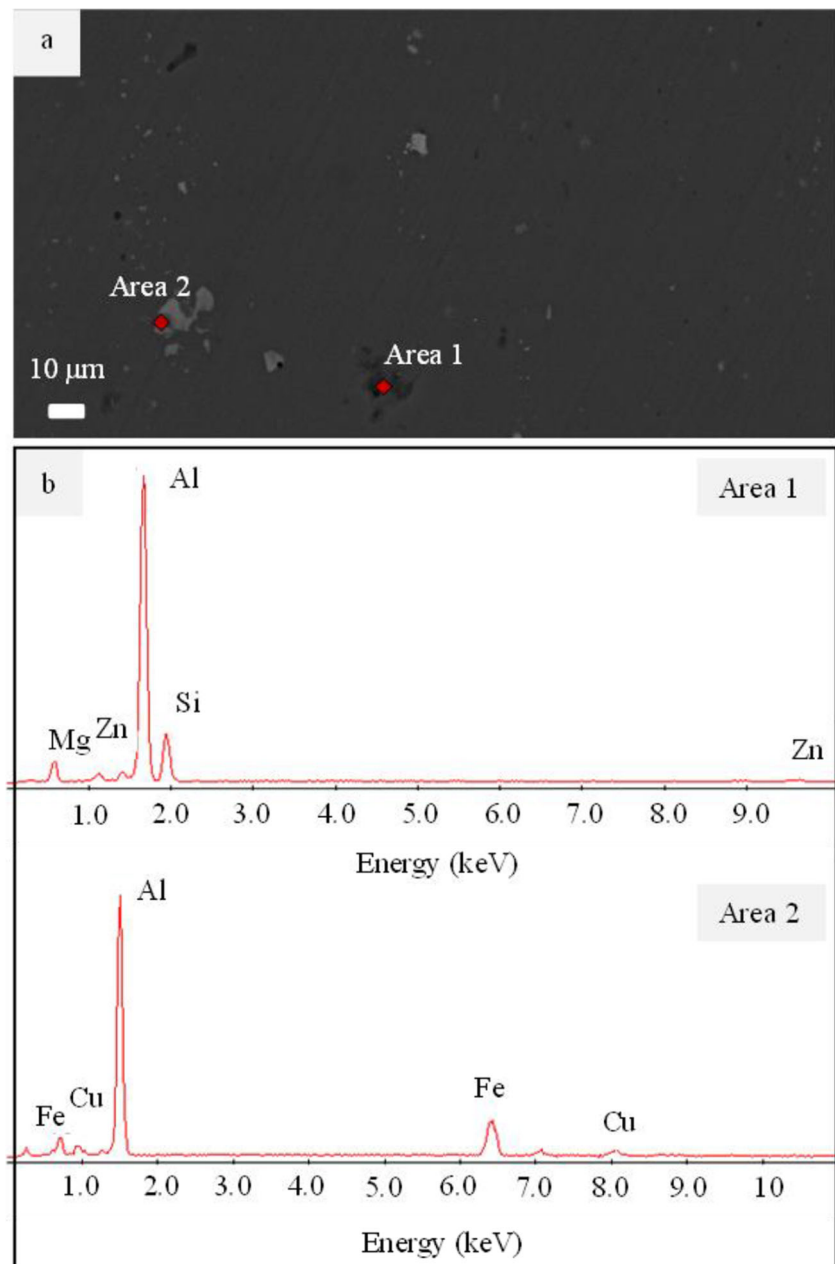 a
Area 2
Area 1
10 µm
b
Al
Area 1
Si
Zn
Mg
Zn
1.0 2.0 3.0 4.0 5.0 6.0 7.0 8.0 9.0
Energy (keV)
Al
Area 2
Fe
Cu
Fe
Cu
1.0 2.0 3.0 4.0 5.0 6.0 7.0 8.0 9.0 10
Energy (keV)